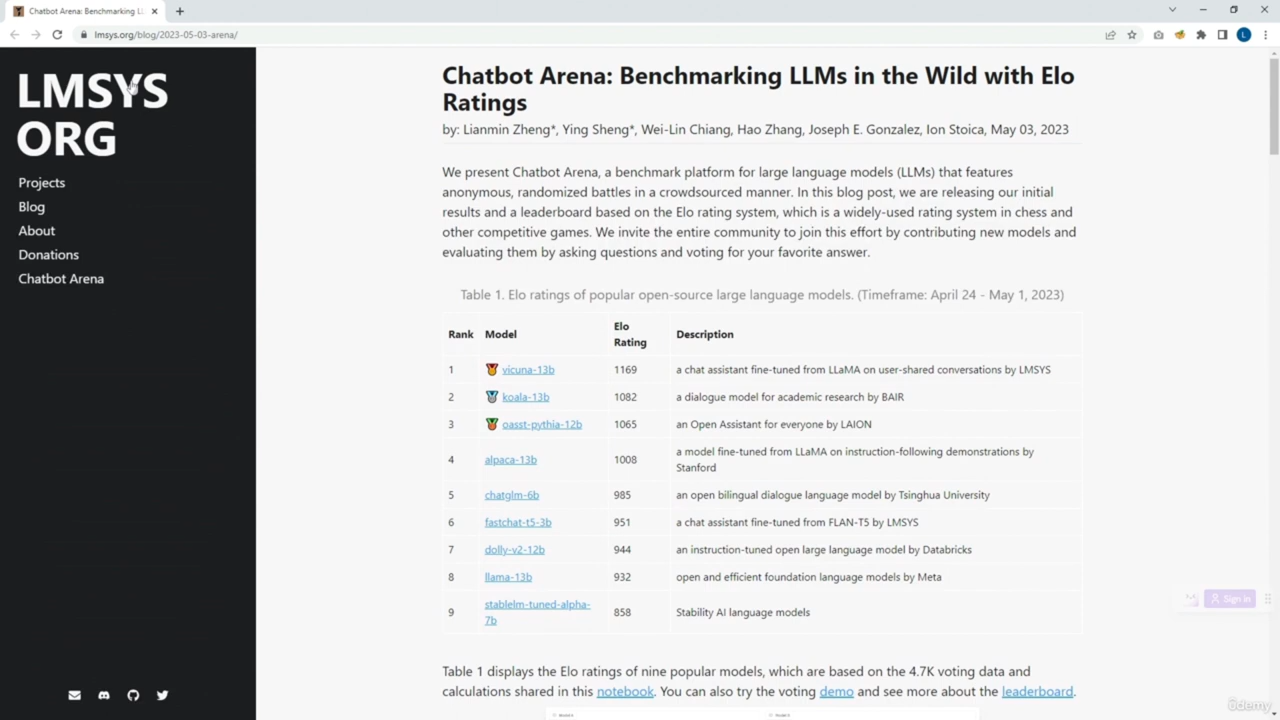 Chatbot Arena: Benchmarking LL
lmsys.org/blog/2023-05-03-arena/
L
LMSYS
ORG
Projects
Blog
About
Donations
Chatbot Arena
Chatbot Arena: Benchmarking LLMs in the Wild with Elo
Ratings
by: Lianmin Zheng*, Ying Sheng*, Wei-Lin Chiang, Hao Zhang, Joseph E. Gonzalez, Ion Stoica, May 03, 2023
We present Chatbot Arena, a benchmark platform for large language models (LLMs) that features
anonymous, randomized battles in a crowdsourced manner. In this blog post, we are releasing our initial
results and a leaderboard based on the Elo rating system, which is a widely-used rating system in chess and
other competitive games. We invite the entire community to join this effort by contributing new models and
evaluating them by asking questions and voting for your favorite answer.
Table 1. Elo ratings of popular open-source large language models. (Timeframe: April 24 - May 1, 2023)
Rank Model Elo Rating Description
1 vicuna-13b 1169 a chat assistant fine-tuned from LLaMA on user-shared conversations by LMSYS
2 koala-13b 1082 a dialogue model for academic research by BAIR
3 oasst-pythia-12b 1065 an Open Assistant for everyone by LAION
4 alpaca-13b 1008 a model fine-tuned from LLaMA on instruction-following demonstrations by
Stanford
5 chatglm-6b 985 an open bilingual dialogue language model by Tsinghua University
6 fastchat-t5-3b 951 a chat assistant fine-tuned from FLAN-T5 by LMSYS
7 dolly-v2-12b 944 an instruction-tuned open large language model by Databricks
8 llama-13b 932 open and efficient foundation language models by Meta
9 stablelm-tuned-alpha-
7b 858 Stability AI language models
Sign in
Table 1 displays the Elo ratings of nine popular models, which are based on the 4.7K voting data and
calculations shared in this notebook. You can also try the voting demo and see more about the leaderboard.
ûdemy